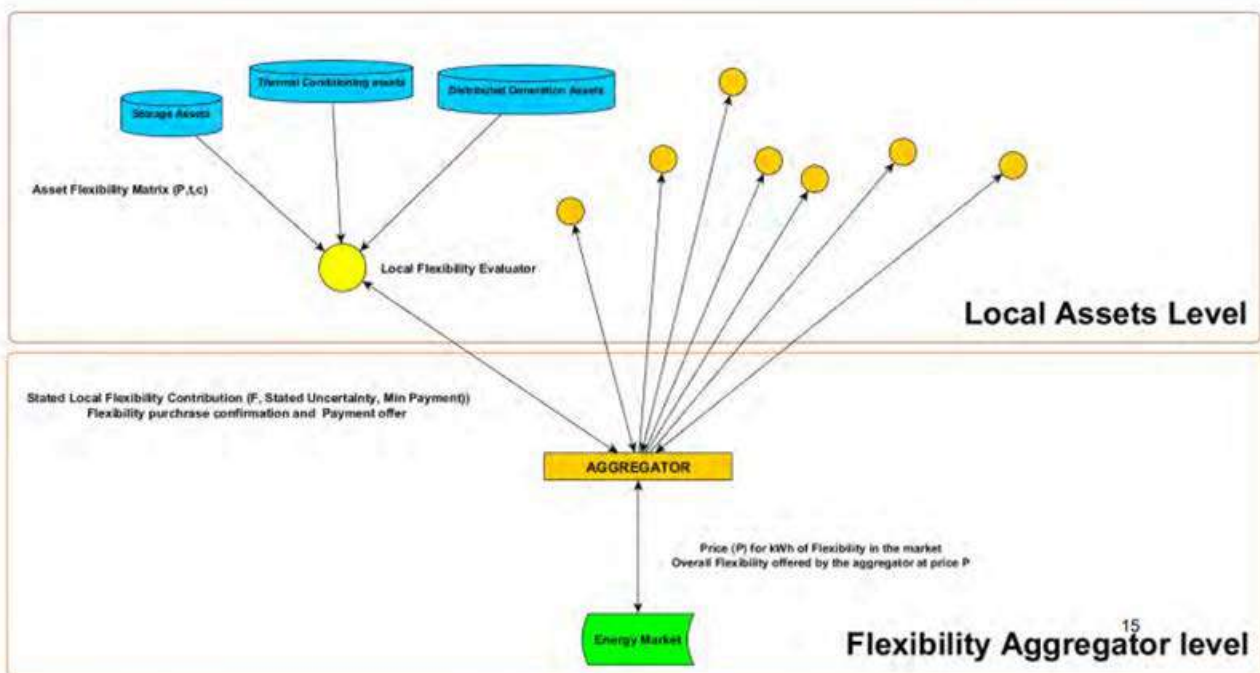 Storage Assets
Thermal Conditioning assets
Distributed Generation Assets
Asset Flexibility Matrix (P,t,c)
Local Flexibility Evaluator
Local Assets Level
Stated Local Flexibility Contribution (F, Stated Uncertainty, Min Payment))
Flexibility purchrase confirmation and Payment offer
AGGREGATOR
Price (P) for kWh of Flexibility in the market
Overall Flexibility offered by the aggregator at price P
Energy Market
15
Flexibility Aggregator level